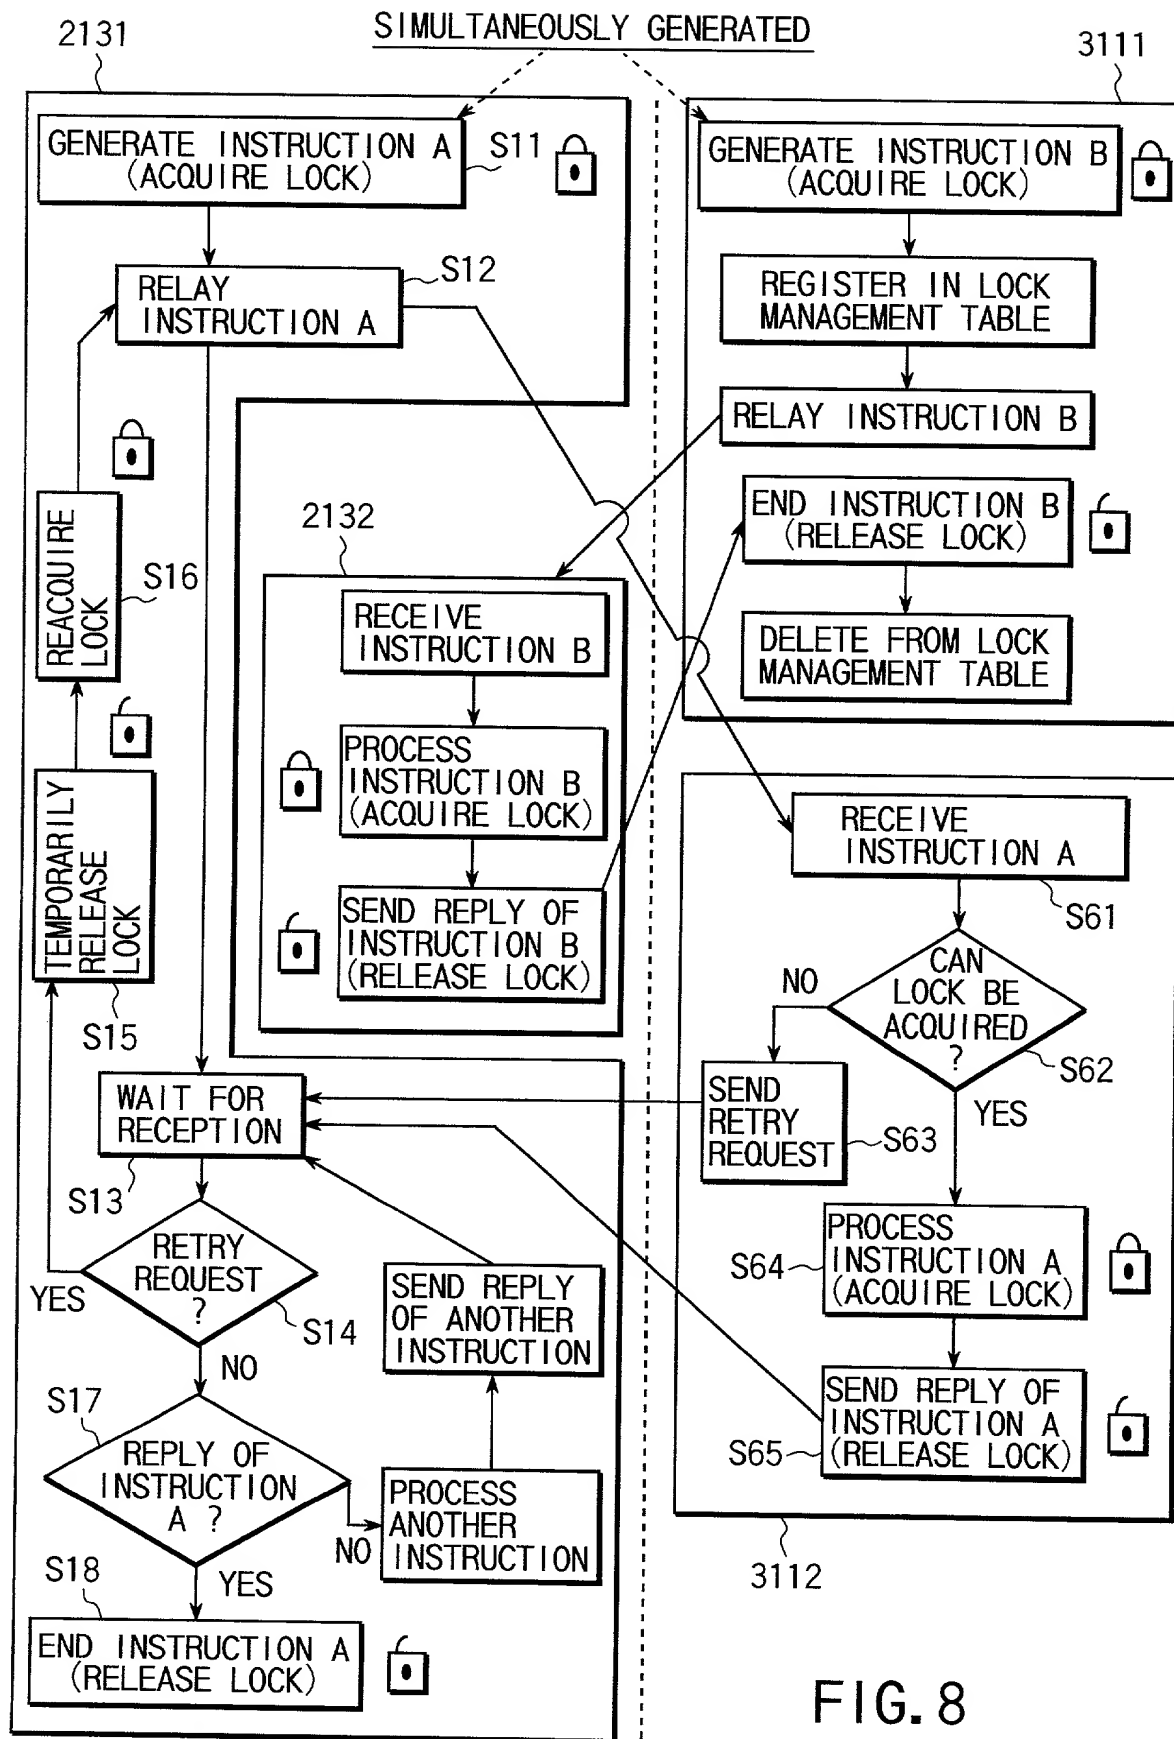 SIMULTANEOUSLY GENERATED
2131
GENERATE INSTRUCTION A
(ACQUIRE LOCK)
S11
RELAY
INSTRUCTION A
S12
REACQUIRE
LOCK
S16
TEMPORARILY
RELEASE
LOCK
S15
2132
RECEIVE
INSTRUCTION B
PROCESS
INSTRUCTION B
(ACQUIRE LOCK)
SEND REPLY OF
INSTRUCTION B
(RELEASE LOCK)
WAIT FOR
RECEPTION
S13
RETRY
REQUEST
?
YES
S14
NO
S17
REPLY OF
INSTRUCTION
A ?
NO
YES
PROCESS
ANOTHER
INSTRUCTION
SEND REPLY
OF ANOTHER
INSTRUCTION
S18
END INSTRUCTION A
(RELEASE LOCK)
3111
GENERATE INSTRUCTION B
(ACQUIRE LOCK)
REGISTER IN LOCK
MANAGEMENT TABLE
RELAY INSTRUCTION B
END INSTRUCTION B
(RELEASE LOCK)
DELETE FROM LOCK
MANAGEMENT TABLE
RECEIVE
INSTRUCTION A
S61
CAN
LOCK BE
ACQUIRED
?
NO
S62
YES
SEND
RETRY
REQUEST
S63
PROCESS
INSTRUCTION A
(ACQUIRE LOCK)
S64
SEND REPLY OF
INSTRUCTION A
(RELEASE LOCK)
S65
3112
FIG. 8